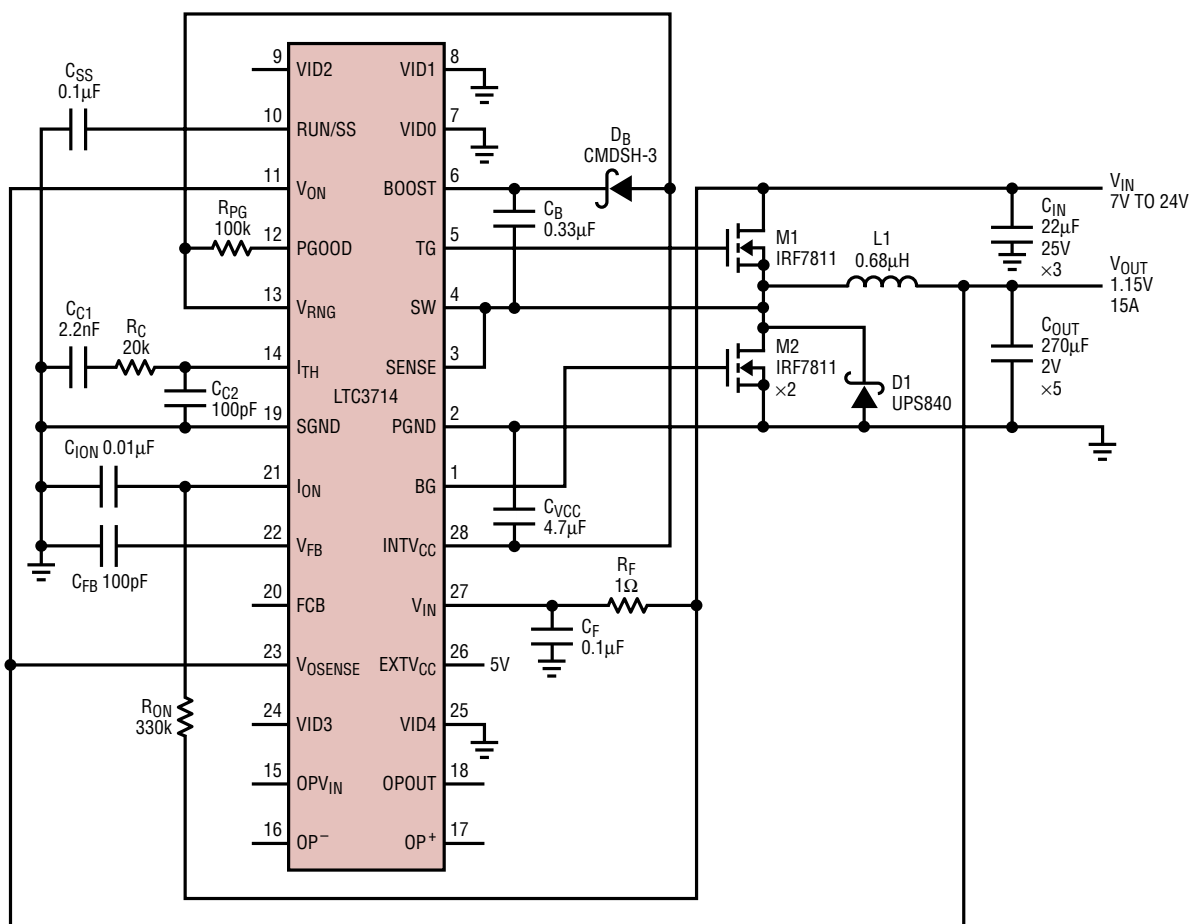 C_SS
0.1µF
9
VID2
VID1
8
10
RUN/SS
VID0
7
11
V_ON
BOOST
6
D_B
CMDSH-3
C_B
0.33µF
R_PG
100k
12
PGOOD
TG
5
13
V_RNG
SW
4
C_C1
2.2nF
R_C
20k
14
I_TH
SENSE
3
C_C2
100pF
LTC3714
19
SGND
PGND
2
C_ION 0.01µF
21
I_ON
BG
1
C_VCC
4.7µF
22
V_FB
INTV_CC
28
C_FB 100pF
20
FCB
V_IN
27
R_F
1Ω
C_F
0.1µF
23
V_OSENSE
EXTV_CC
26
5V
R_ON
330k
24
VID3
VID4
25
15
OPV_IN
OPOUT
18
16
OP⁻
OP⁺
17
M1
IRF7811
L1
0.68µH
V_IN
7V TO 24V
C_IN
22µF
25V
×3
V_OUT
1.15V
15A
M2
IRF7811
×2
D1
UPS840
C_OUT
270µF
2V
×5